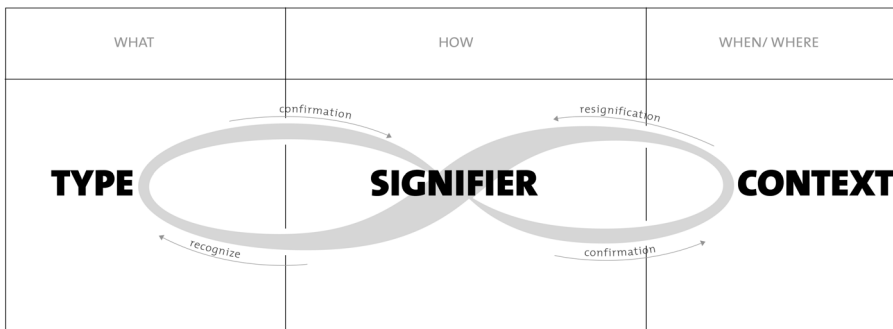 WHAT
HOW
WHEN/ WHERE
confirmation
resignification
TYPE
SIGNIFIER
CONTEXT
recognize
confirmation